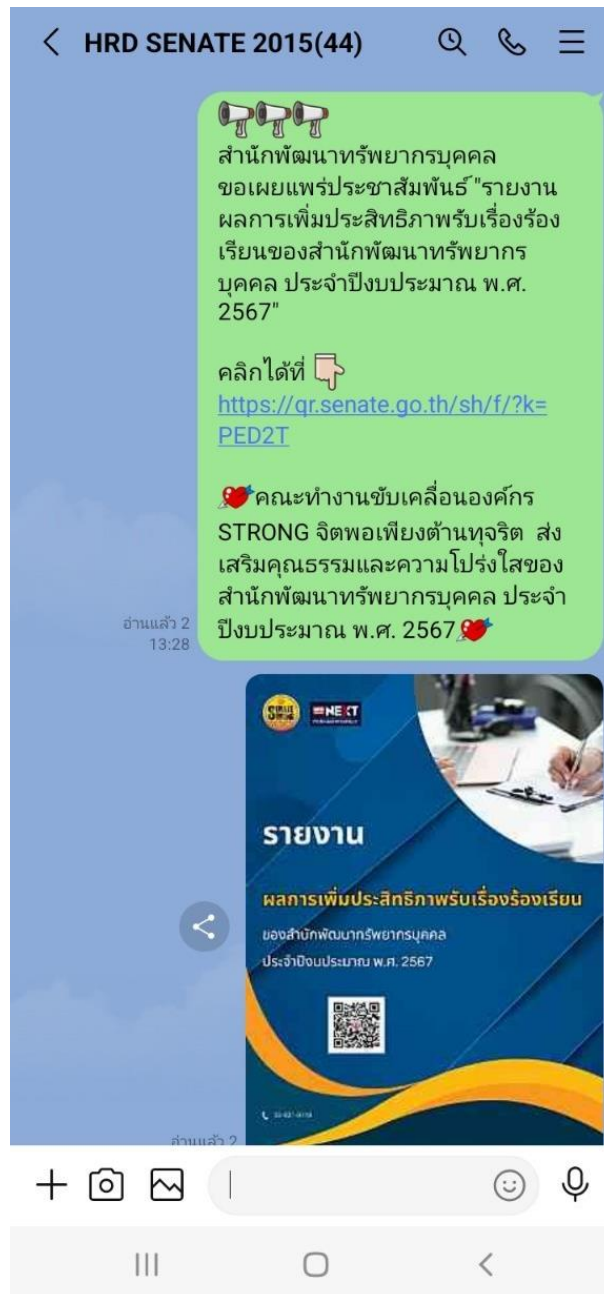 HRD SENATE 2015(44)
สำนักพัฒนาทรัพยากรบุคคล
ขอเผยแพร่ประชาสัมพันธ์ "รายงาน
ผลการเพิ่มประสิทธิภาพรับเรื่องร้อง
เรียนของสำนักพัฒนาทรัพยากร
บุคคล ประจำปีงบประมาณ พ.ศ.
2567"
คลิกได้ที่
https://qr.senate.go.th/sh/f/?k=
PED2T
คณะทำงานขับเคลื่อนองค์กร
STRONG จิตพอเพียงต้านทุจริต ส่ง
เสริมคุณธรรมและความโปร่งใสของ
สำนักพัฒนาทรัพยากรบุคคล ประจำ
ปีงบประมาณ พ.ศ. 2567
อ่านแล้ว 2
13:28
NEXT
รายงาน
ผลการเพิ่มประสิทธิภาพรับเรื่องร้องเรียน
ของสำนักพัฒนาทรัพยากรบุคคล
ประจำปีงบประมาณ พ.ศ. 2567
อ่านแล้ว 2